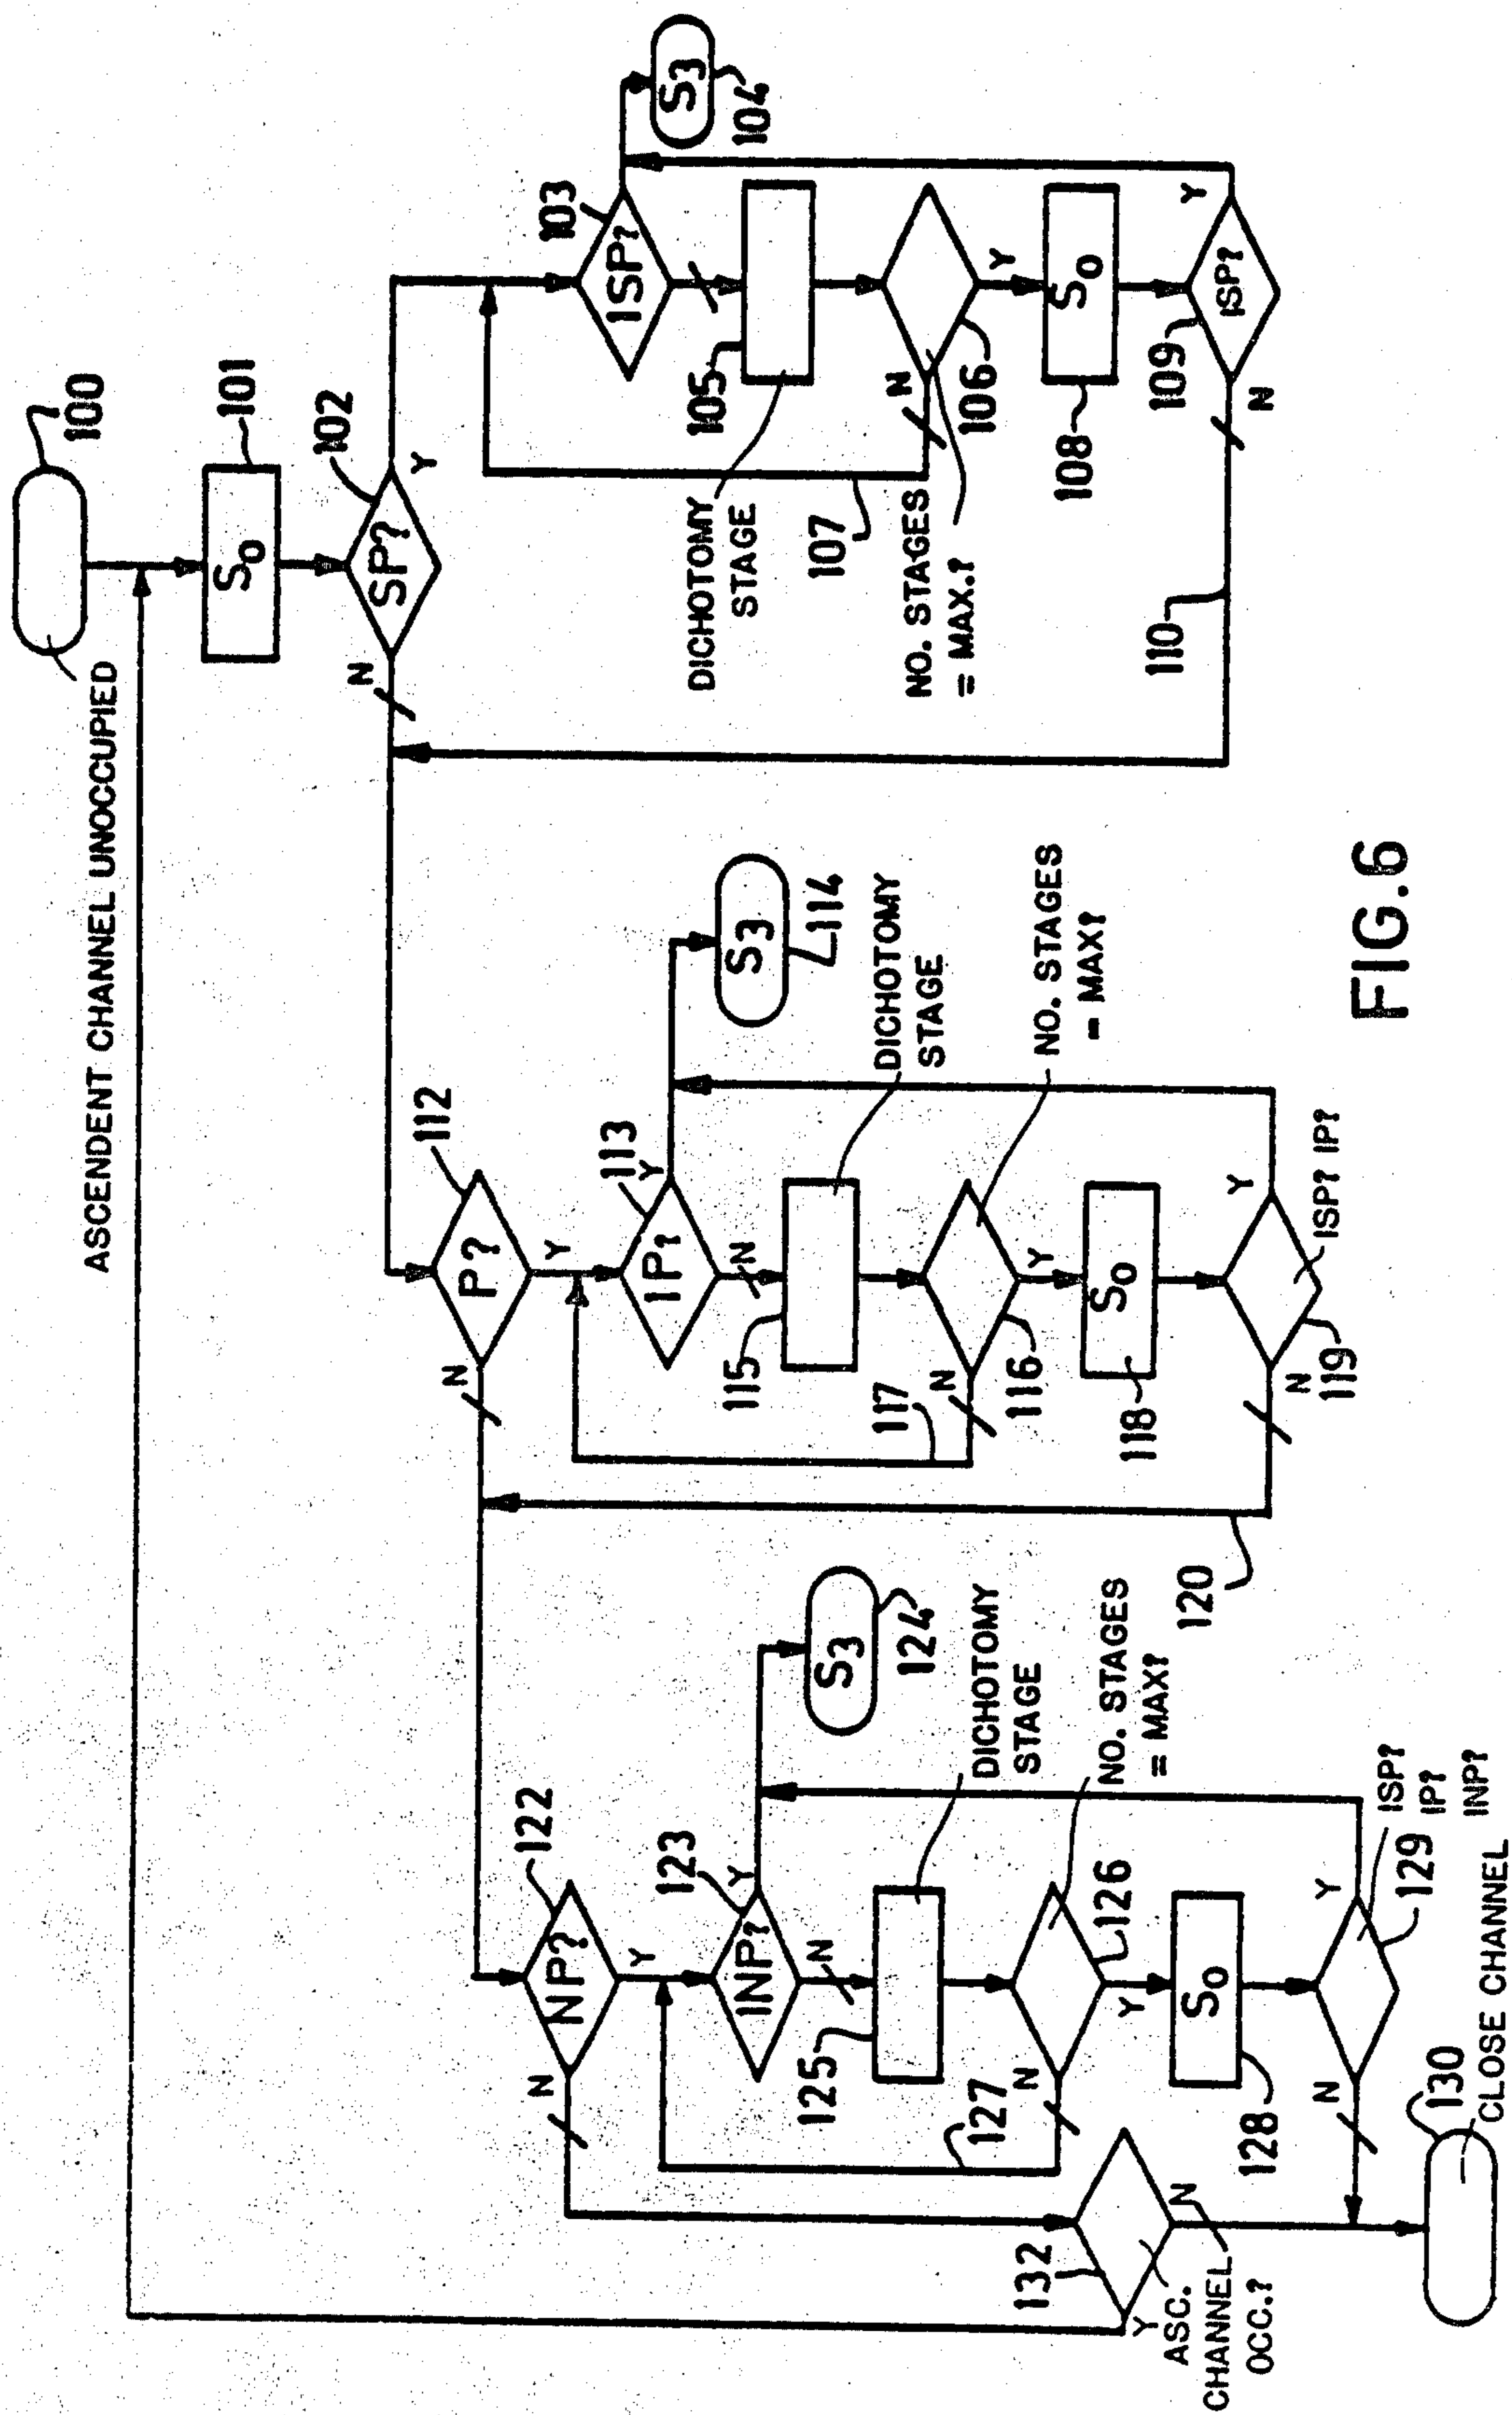 100
ASCENDENT CHANNEL UNOCCUPIED
S0
101
SP?
102
N
Y
ISP?
103
S3
104
105
DICHOTOMY
STAGE
106
N
Y
NO. STAGES
= MAX.?
107
S0
108
ISP?
109
Y
N
110
P?
112
N
Y
IP?
113
Y
N
S3
114
115
DICHOTOMY
STAGE
116
N
Y
NO. STAGES
= MAX?
117
S0
118
ISP? IP?
119
Y
N
120
NP?
122
N
Y
INP?
123
Y
N
S3
124
125
DICHOTOMY
STAGE
126
N
Y
NO. STAGES
= MAX?
127
S0
128
ISP?
IP?
INP?
129
Y
N
132
Y
N
ASC.
CHANNEL
OCC.?
130
CLOSE CHANNEL
FIG.6